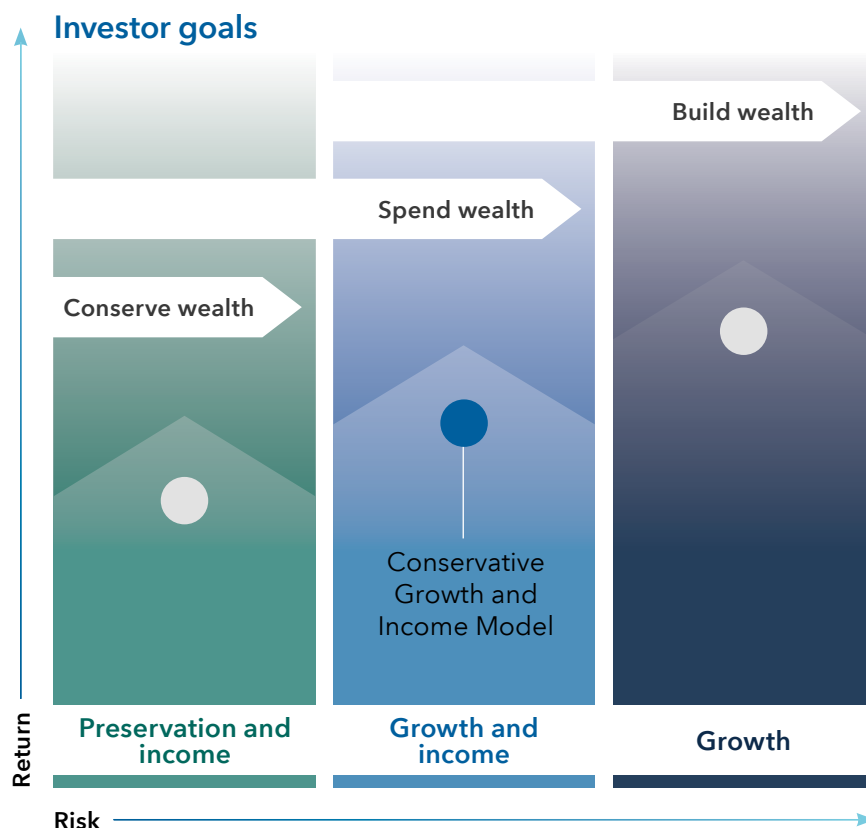 Investor goals
Build wealth
Spend wealth
Conserve wealth
Conservative
Growth and
Income Model
Return
Preservation and
income
Growth and
income
Growth
Risk